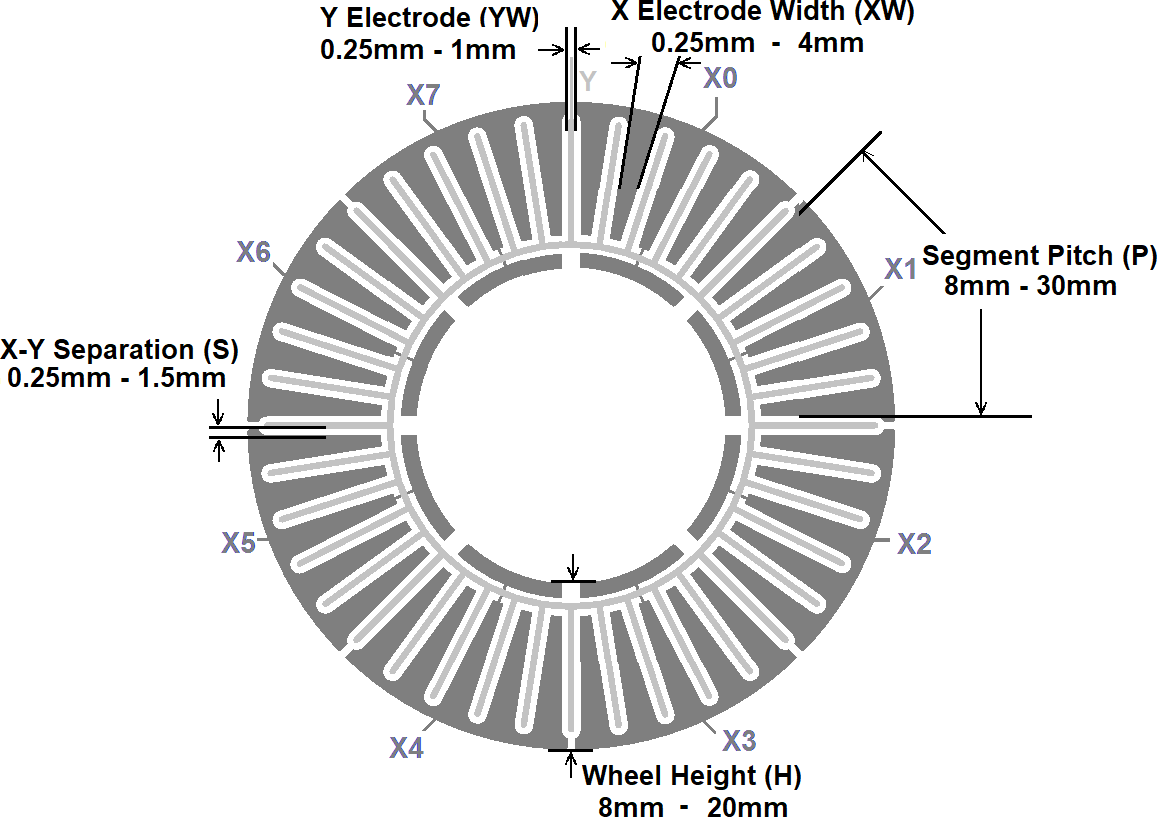 Y Electrode (YW)
0.25mm - 1mm
X Electrode Width (XW)
0.25mm - 4mm
Y
X0
X7
X6
X1
Segment Pitch (P)
8mm - 30mm
X-Y Separation (S)
0.25mm - 1.5mm
X5
X2
X4
X3
Wheel Height (H)
8mm - 20mm